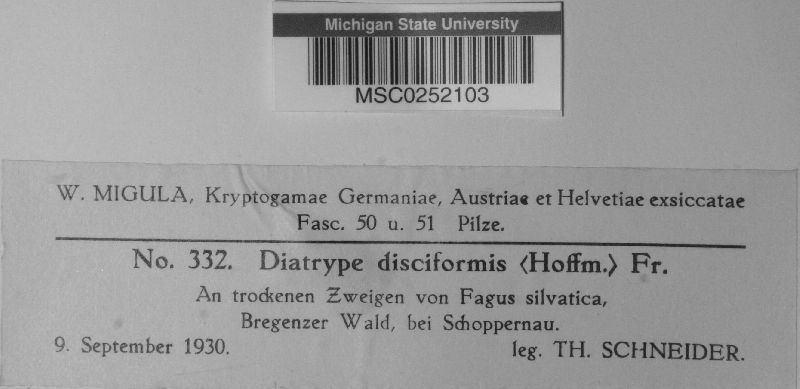 Michigan State University
MSC0252103
W. MIGULA, Kryptogamae Germaniae, Austriae et Helvetiae exsiccatae
Fasc. 50 u. 51 Pilze.
No. 332. Diatrype disciformis (Hoffm.) Fr.
An trockenen Zweigen von Fagus silvatica,
Bregenzer Wald, bei Schoppernau.
9. September 1930. leg. TH. SCHNEIDER.